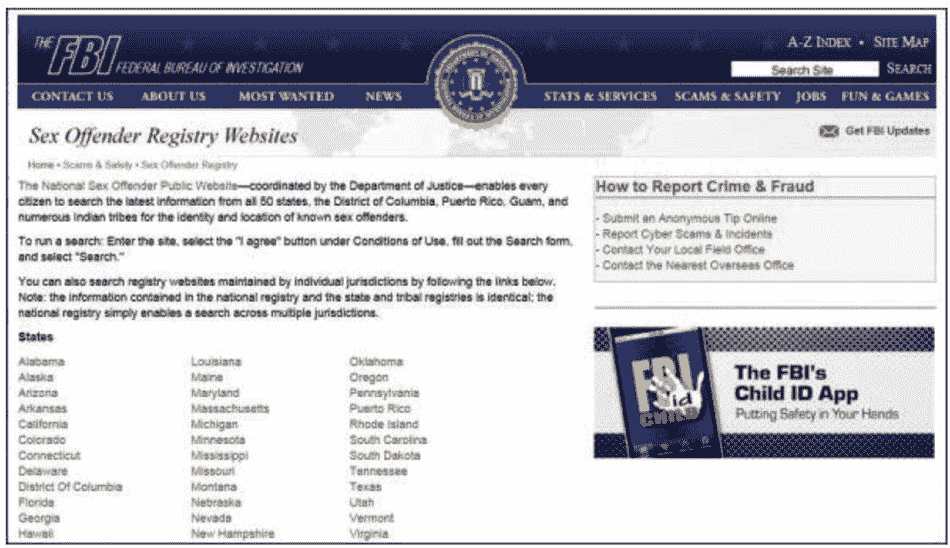 THE FBI FEDERAL BUREAU OF INVESTIGATION
A-Z INDEX • SITE MAP
Search Site SEARCH
CONTACT US ABOUT US MOST WANTED NEWS STATS & SERVICES SCAMS & SAFETY JOBS FUN & GAMES
Sex Offender Registry Websites
Get FBI Updates
Home • Scams & Safety • Sex Offender Registry
The National Sex Offender Public Website—coordinated by the Department of Justice—enables every
citizen to search the latest information from all 50 states, the District of Columbia, Puerto Rico, Guam, and
numerous Indian tribes for the identity and location of known sex offenders.
To run a search: Enter the site, select the "I agree" button under Conditions of Use, fill out the Search form,
and select "Search."
You can also search registry websites maintained by individual jurisdictions by following the links below.
Note: the information contained in the national registry and the state and tribal registries is identical; the
national registry simply enables a search across multiple jurisdictions.
States
Alabama
Alaska
Arizona
Arkansas
California
Colorado
Connecticut
Delaware
District Of Columbia
Florida
Georgia
Hawaii
Louisiana
Maine
Maryland
Massachusetts
Michigan
Minnesota
Mississippi
Missouri
Montana
Nebraska
Nevada
New Hampshire
Oklahoma
Oregon
Pennsylvania
Puerto Rico
Rhode Island
South Carolina
South Dakota
Tennessee
Texas
Utah
Vermont
Virginia
How to Report Crime & Fraud
- Submit an Anonymous Tip Online
- Report Cyber Scams & Incidents
- Contact Your Local Field Office
- Contact the Nearest Overseas Office
FBI
id
CHILD
The FBI's
Child ID App
Putting Safety in Your Hands